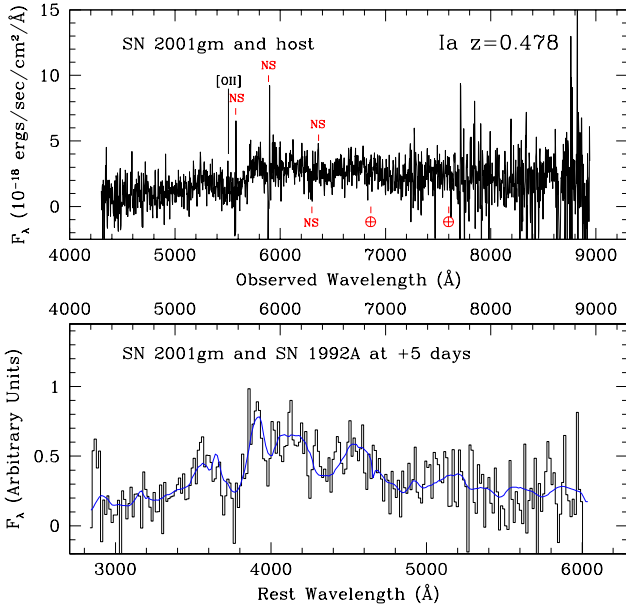 SN 2001gm and host
Ia z=0.478
[OII]
NS
NS
NS
NS
⊕
⊕
15
10
5
0
F_λ (10⁻¹⁸ ergs/sec/cm²/Å)
4000 5000 6000 7000 8000 9000
Observed Wavelength (Å)
4000 5000 6000 7000 8000 9000
SN 2001gm and SN 1992A at +5 days
1
0.5
0
F_λ (Arbitrary Units)
3000 4000 5000 6000
Rest Wavelength (Å)